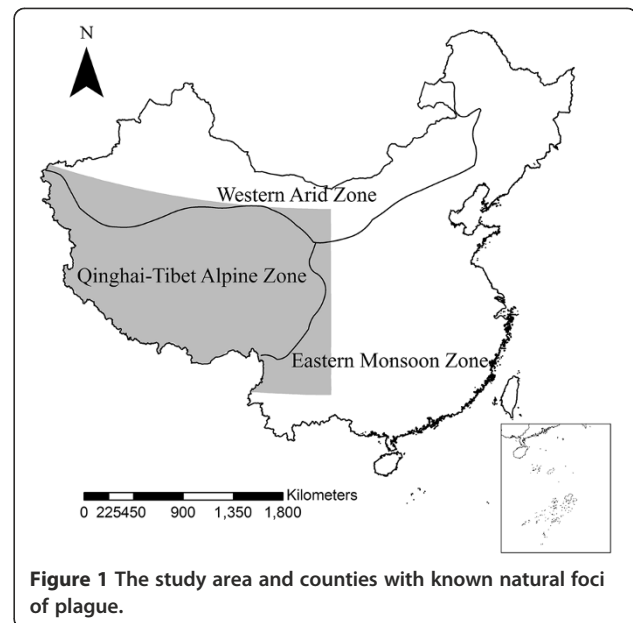 N
Western Arid Zone
Qinghai-Tibet Alpine Zone
Eastern Monsoon Zone
Kilometers
0 225450 900 1,350 1,800
Figure 1 The study area and counties with known natural foci
of plague.